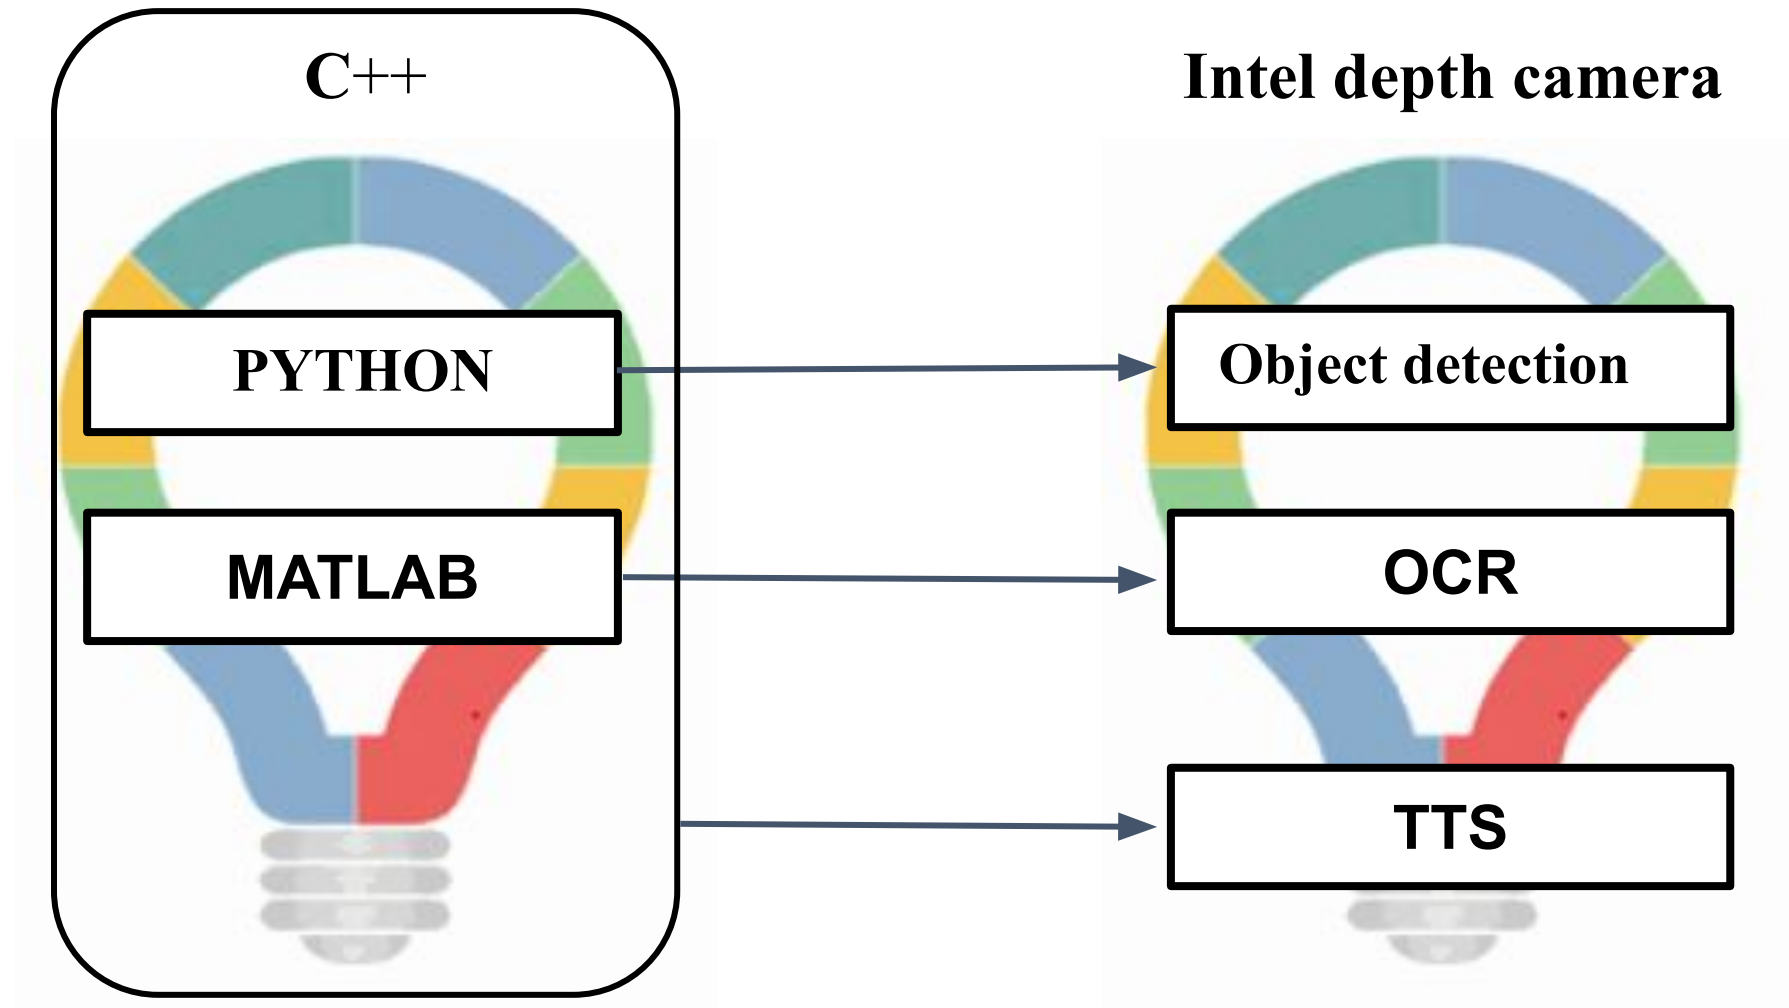 C++
Intel depth camera
PYTHON
Object detection
MATLAB
OCR
TTS